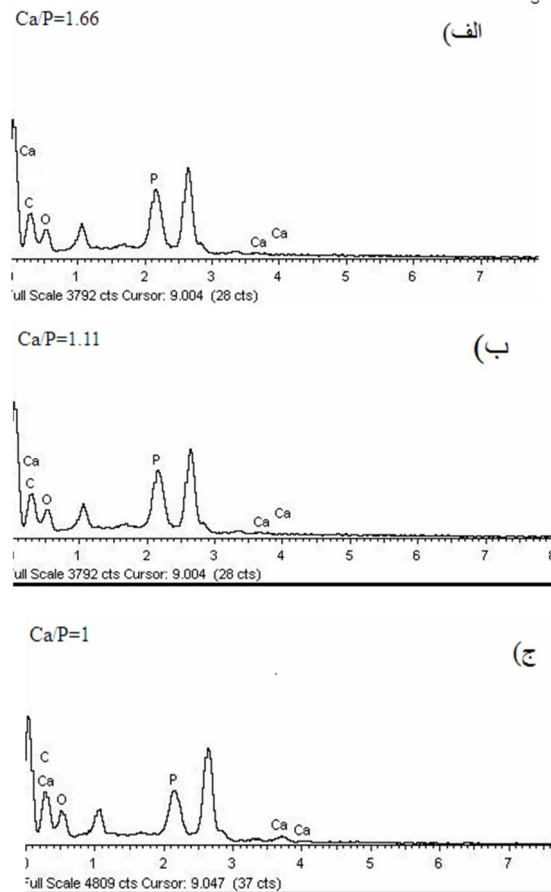 Ca/P=1.66
الف)
Ca
C
O
P
Ca
Ca
1 2 3 4 5 6 7
ull Scale 3792 cts Cursor: 9.004 (28 cts)
Ca/P=1.11
ب)
Ca
C
O
P
Ca
Ca
1 2 3 4 5 6 7 8
ull Scale 3792 cts Cursor: 9.004 (28 cts)
Ca/P=1
ج)
C
Ca
O
P
Ca
Ca
0 1 2 3 4 5 6 7
Full Scale 4809 cts Cursor: 9.047 (37 cts)